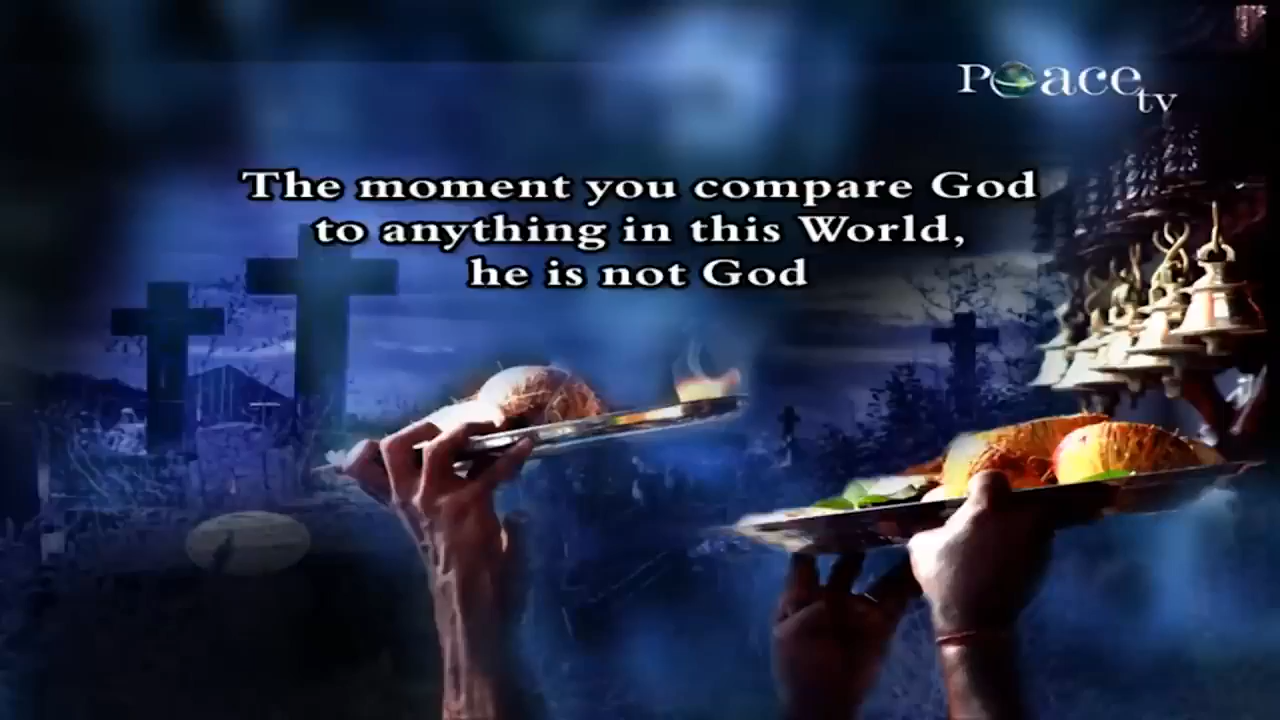 Peace tv
The moment you compare God
to anything in this World,
he is not God